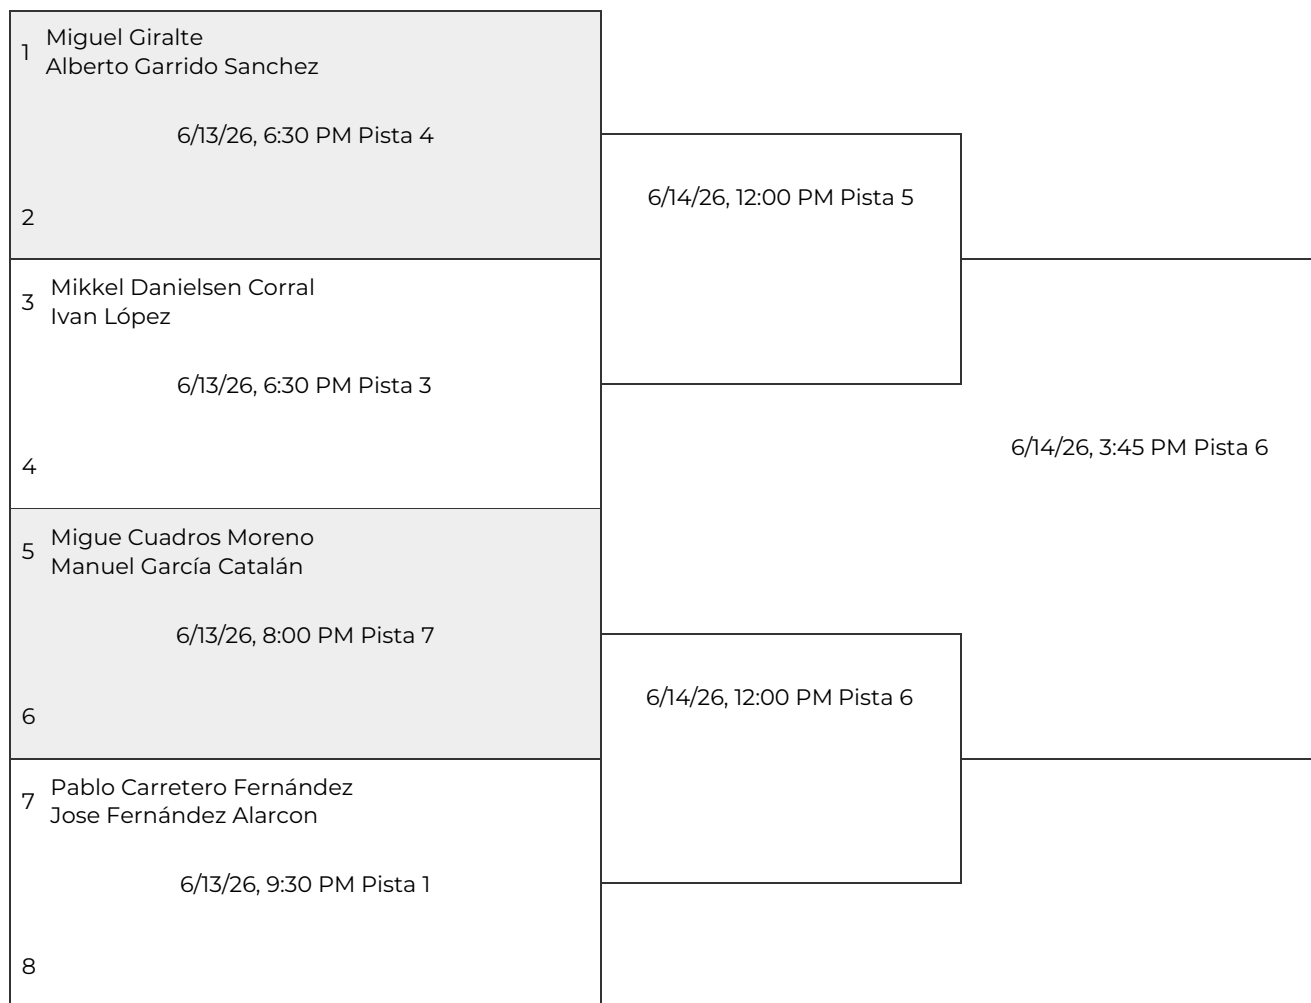 1
Miguel Giralte
Alberto Garrido Sanchez
6/13/26, 6:30 PM Pista 4
2
6/14/26, 12:00 PM Pista 5
3
Mikkel Danielsen Corral
Ivan López
6/13/26, 6:30 PM Pista 3
4
6/14/26, 3:45 PM Pista 6
5
Migue Cuadros Moreno
Manuel García Catalán
6/13/26, 8:00 PM Pista 7
6
6/14/26, 12:00 PM Pista 6
7
Pablo Carretero Fernández
Jose Fernández Alarcon
6/13/26, 9:30 PM Pista 1
8